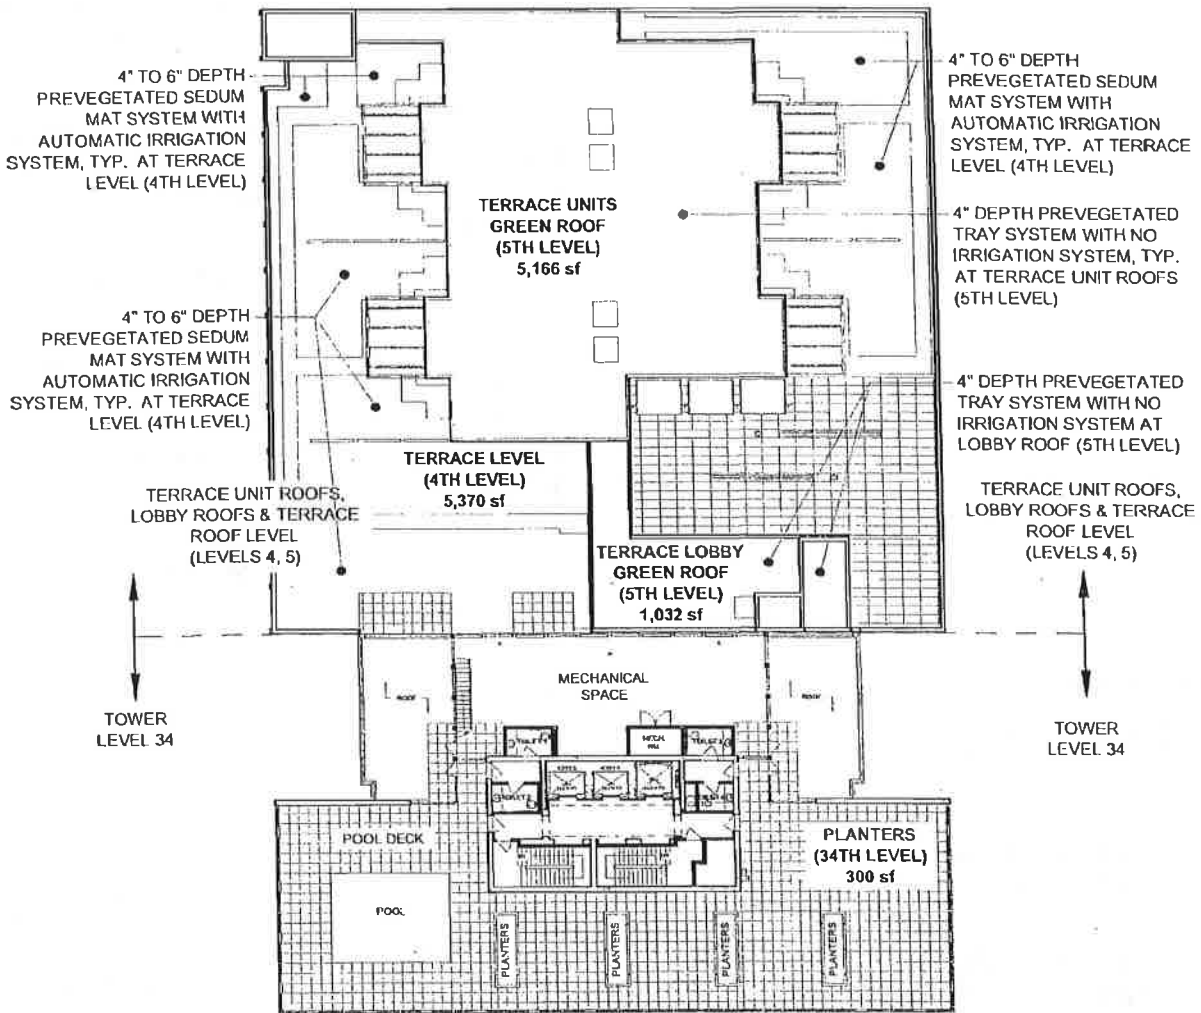 4" TO 6" DEPTH
PREVEGETATED SEDUM
MAT SYSTEM WITH
AUTOMATIC IRRIGATION
SYSTEM, TYP. AT TERRACE
LEVEL (4TH LEVEL)
4" TO 6" DEPTH
PREVEGETATED SEDUM
MAT SYSTEM WITH
AUTOMATIC IRRIGATION
SYSTEM, TYP. AT TERRACE
LEVEL (4TH LEVEL)
TERRACE UNITS
GREEN ROOF
(5TH LEVEL)
5,166 sf
4" DEPTH PREVEGETATED
TRAY SYSTEM WITH NO
IRRIGATION SYSTEM, TYP.
AT TERRACE UNIT ROOFS
(5TH LEVEL)
4" TO 6" DEPTH
PREVEGETATED SEDUM
MAT SYSTEM WITH
AUTOMATIC IRRIGATION
SYSTEM, TYP. AT TERRACE
LEVEL (4TH LEVEL)
4" DEPTH PREVEGETATED
TRAY SYSTEM WITH NO
IRRIGATION SYSTEM AT
LOBBY ROOF (5TH LEVEL)
TERRACE LEVEL
(4TH LEVEL)
5,370 sf
TERRACE UNIT ROOFS,
LOBBY ROOFS & TERRACE
ROOF LEVEL
(LEVELS 4, 5)
TERRACE UNIT ROOFS,
LOBBY ROOFS & TERRACE
ROOF LEVEL
(LEVELS 4, 5)
TERRACE LOBBY
GREEN ROOF
(5TH LEVEL)
1,032 sf
MECHANICAL
SPACE
ROOF
ROOF
TOWER
LEVEL 34
TOWER
LEVEL 34
POOL DECK
PLANTERS
(34TH LEVEL)
300 sf
POOL
PLANTERS
PLANTERS
PLANTERS
PLANTERS